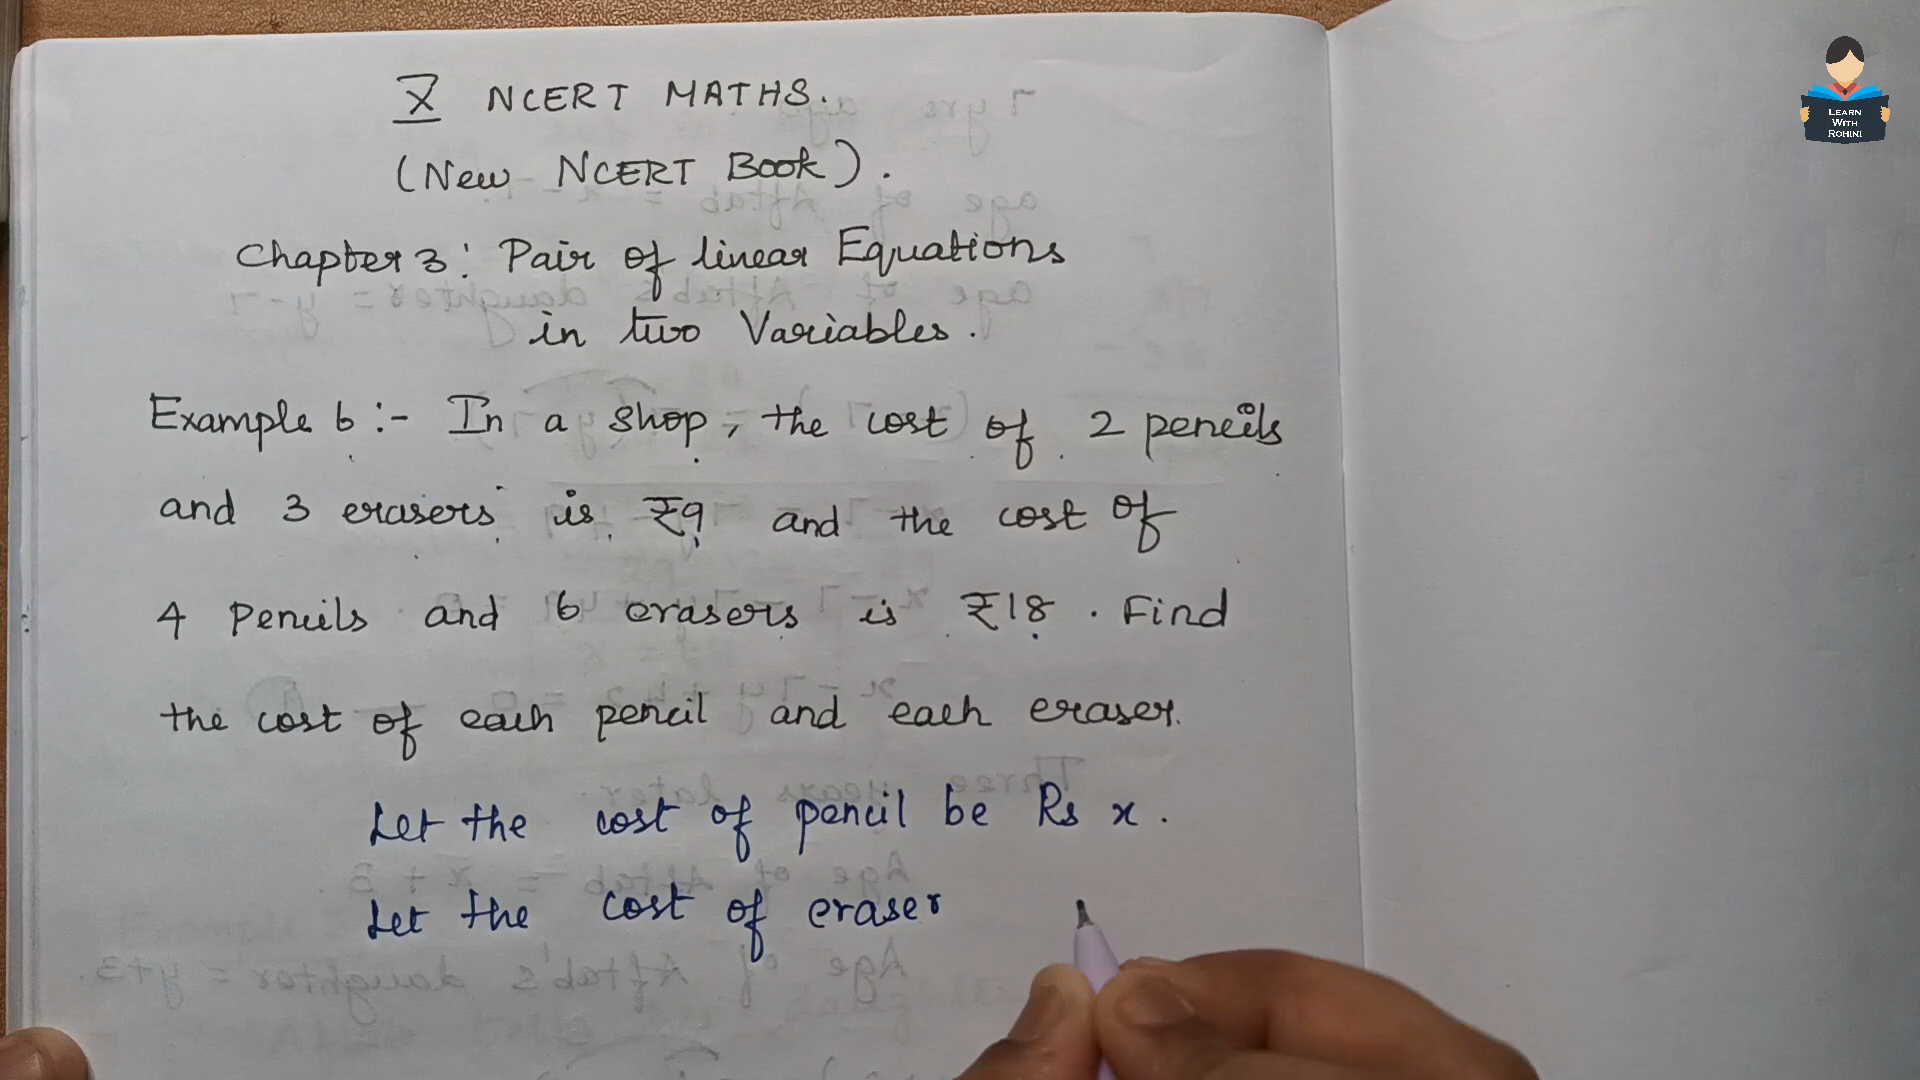 X NCERT MATHS.
(New NCERT Book).
Chapter 3: Pair of linear Equations
in two Variables.
Example 6:- In a shop, the cost of 2 pencils
and 3 erasers is ₹9 and the cost of
4 pencils and 6 erasers is ₹18. Find
the cost of each pencil and each eraser.
Let the cost of pencil be Rs x.
Let the cost of eraser
LEARN
WITH
ROHINI